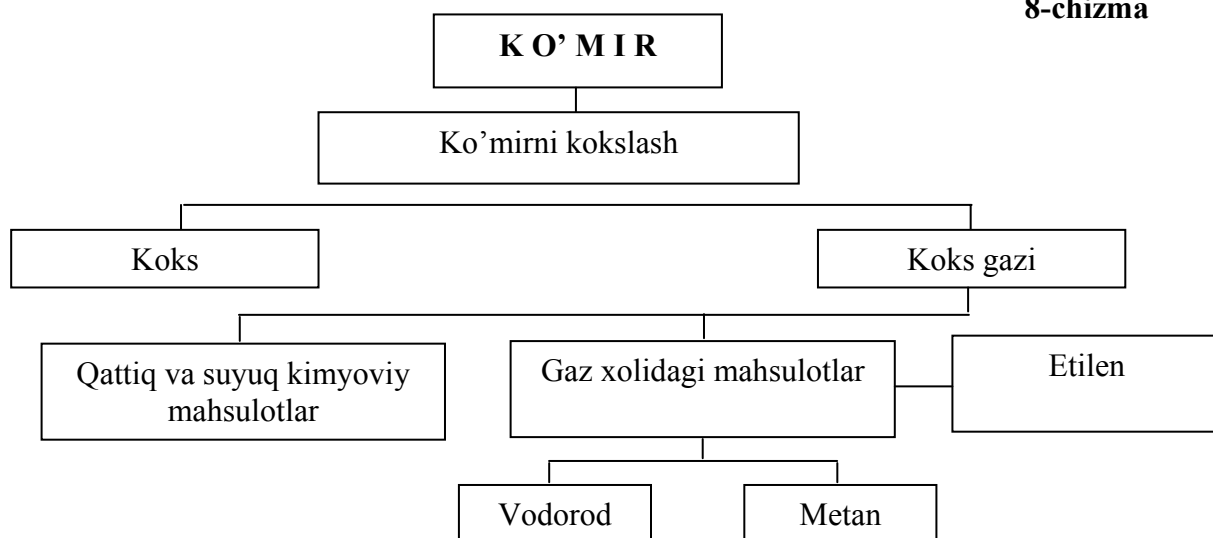 8-chizma
K O’ M I R
Ko’mirni kokslash
Koks
Koks gazi
Qattiq va suyuq kimyoviy
mahsulotlar
Gaz xolidagi mahsulotlar
Etilen
Vodorod
Metan